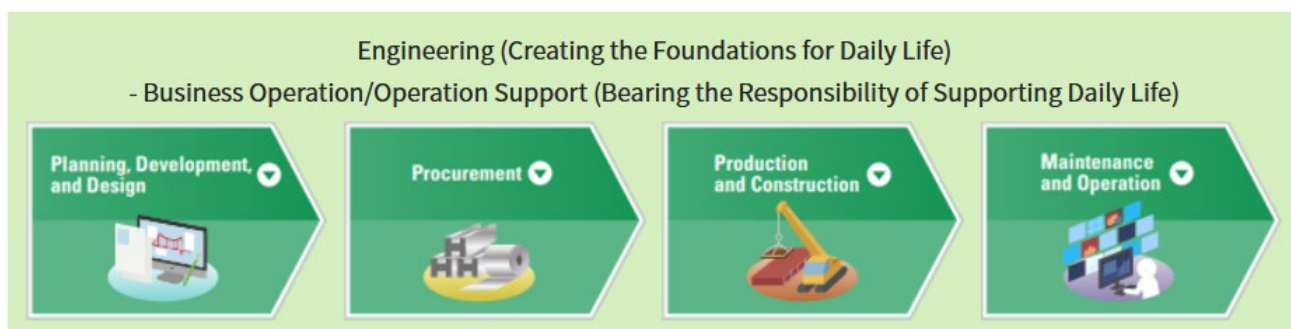 Engineering (Creating the Foundations for Daily Life)
- Business Operation/Operation Support (Bearing the Responsibility of Supporting Daily Life)
Planning, Development,
and Design
Procurement
Production
and Construction
Maintenance
and Operation
H
HH